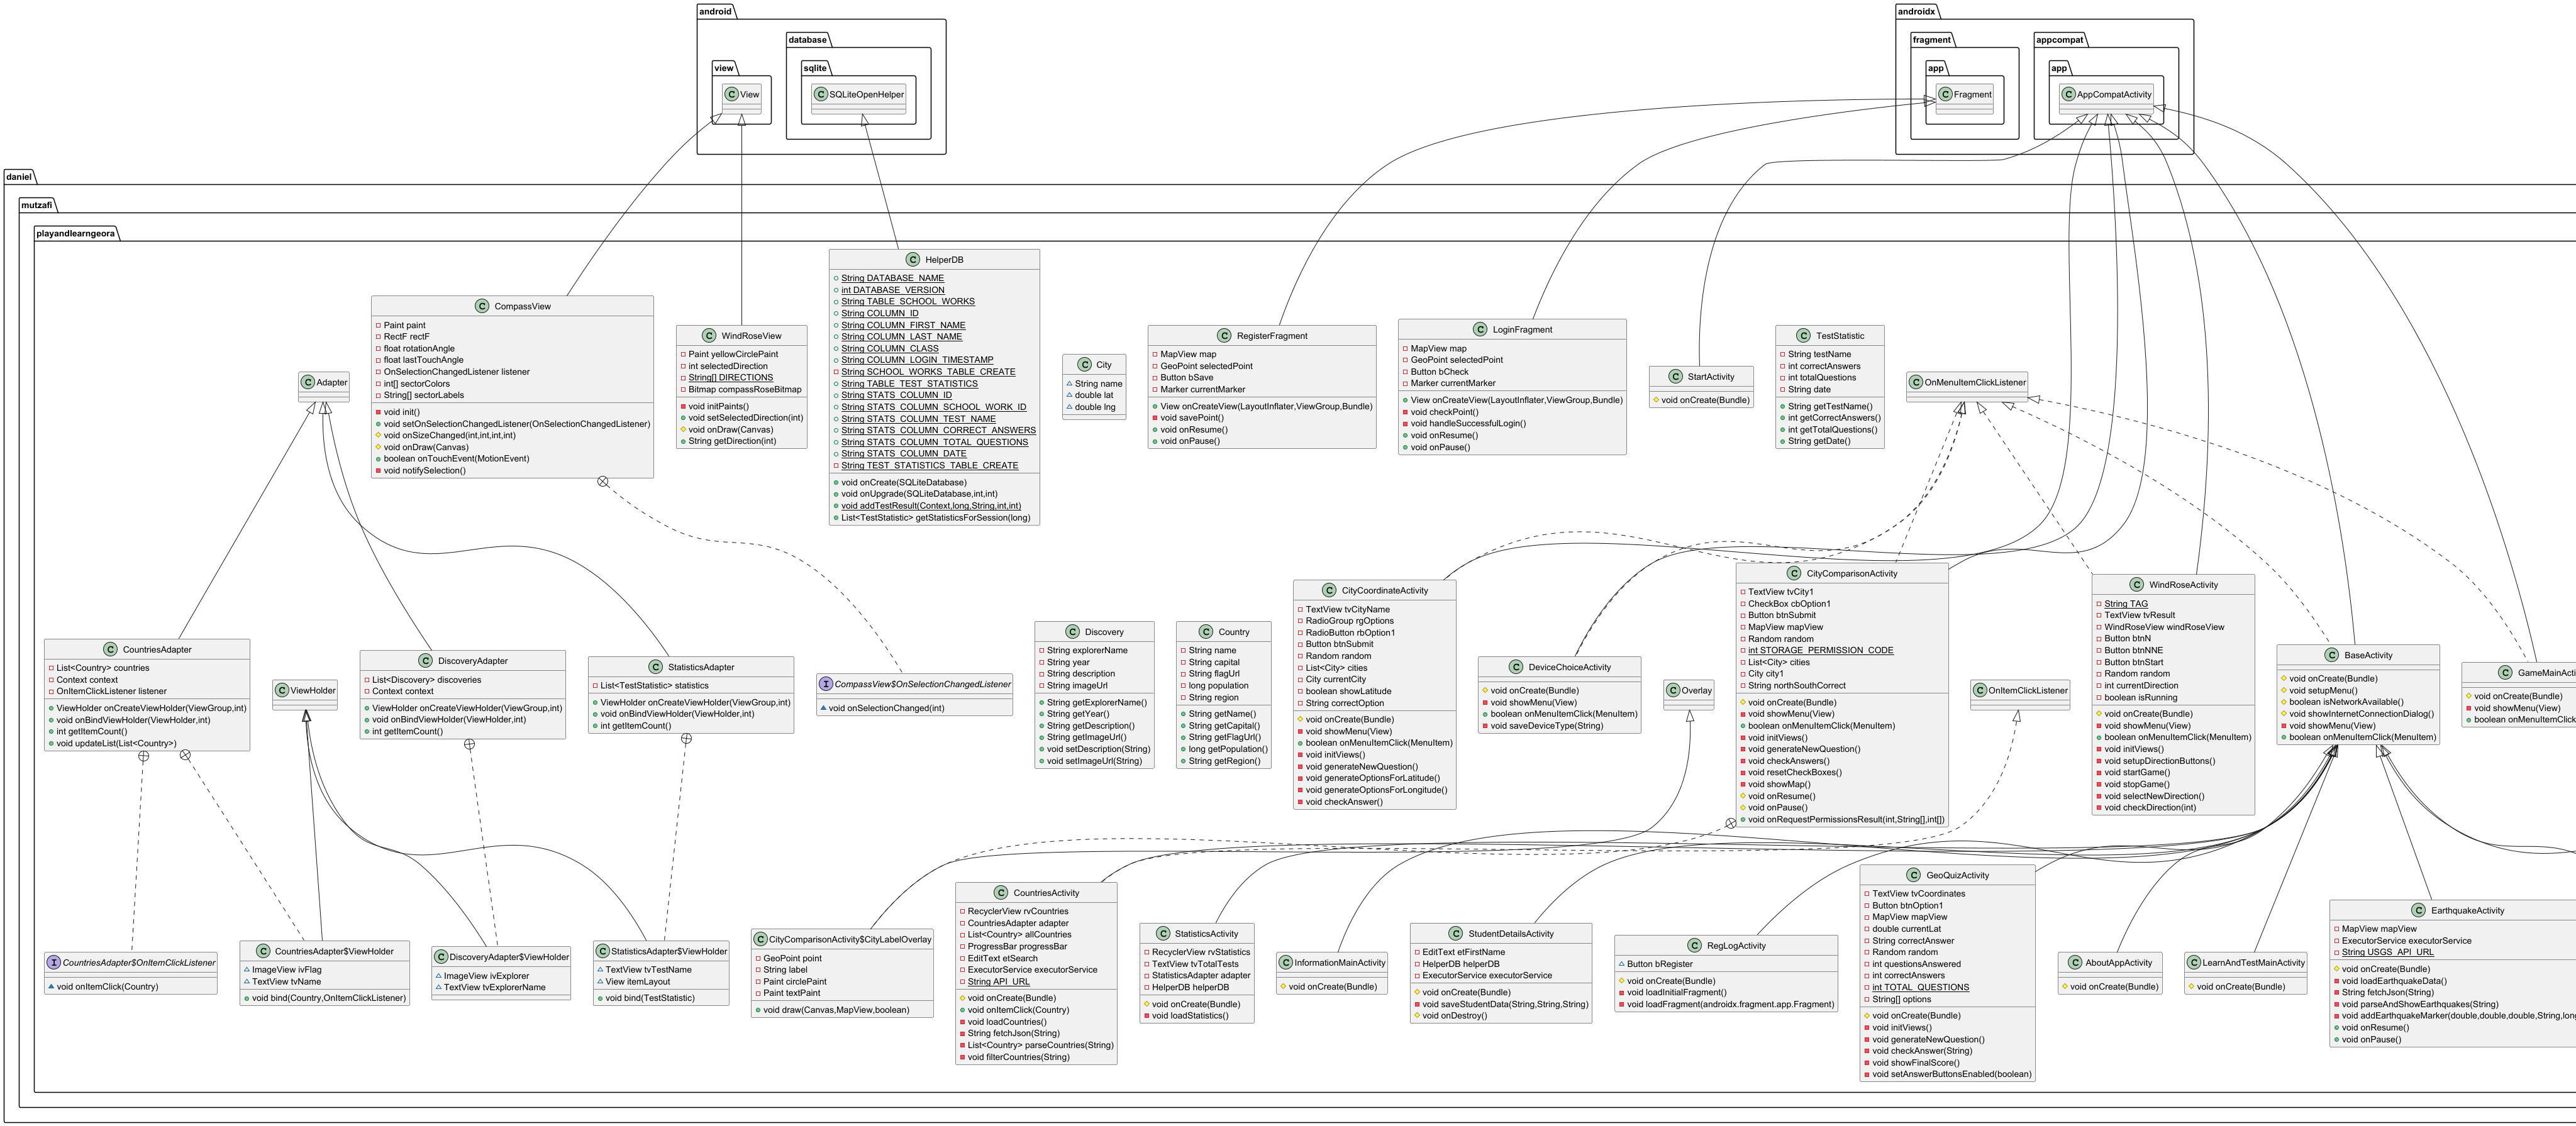 android
androidx
database
fragment
appcompat
view
sqlite
app
app
View
SQLiteOpenHelper
Fragment
AppCompatActivity
daniel
mutzafi
playandlearngeora
HelperDB
String DATABASE_NAME
int DATABASE_VERSION
String TABLE_SCHOOL_WORKS
String COLUMN_ID
String COLUMN_FIRST_NAME
String COLUMN_LAST_NAME
String COLUMN_CLASS
String COLUMN_LOGIN_TIMESTAMP
String SCHOOL_WORKS_TABLE_CREATE
String TABLE_TEST_STATISTICS
String STATS_COLUMN_ID
String STATS_COLUMN_SCHOOL_WORK_ID
String STATS_COLUMN_TEST_NAME
String STATS_COLUMN_CORRECT_ANSWERS
String STATS_COLUMN_TOTAL_QUESTIONS
String STATS_COLUMN_DATE
String TEST_STATISTICS_TABLE_CREATE
void onCreate(SQLiteDatabase)
void onUpgrade(SQLiteDatabase,int,int)
void addTestResult(Context,long,String,int,int)
List<TestStatistic> getStatisticsForSession(long)
CompassView
Paint paint
RectF rectF
float rotationAngle
float lastTouchAngle
OnSelectionChangedListener listener
int[] sectorColors
String[] sectorLabels
void init()
void setOnSelectionChangedListener(OnSelectionChangedListener)
void onSizeChanged(int,int,int,int)
void onDraw(Canvas)
boolean onTouchEvent(MotionEvent)
void notifySelection()
WindRoseView
Paint yellowCirclePaint
int selectedDirection
String[] DIRECTIONS
Bitmap compassRoseBitmap
void initPaints()
void setSelectedDirection(int)
void onDraw(Canvas)
String getDirection(int)
City
String name
double lat
double lng
RegisterFragment
MapView map
GeoPoint selectedPoint
Button bSave
Marker currentMarker
View onCreateView(LayoutInflater,ViewGroup,Bundle)
void savePoint()
void onResume()
void onPause()
LoginFragment
MapView map
GeoPoint selectedPoint
Button bCheck
Marker currentMarker
View onCreateView(LayoutInflater,ViewGroup,Bundle)
void checkPoint()
void handleSuccessfulLogin()
void onResume()
void onPause()
StartActivity
void onCreate(Bundle)
TestStatistic
String testName
int correctAnswers
int totalQuestions
String date
String getTestName()
int getCorrectAnswers()
int getTotalQuestions()
String getDate()
OnMenuItemClickListener
Adapter
CountriesAdapter
List<Country> countries
Context context
OnItemClickListener listener
ViewHolder onCreateViewHolder(ViewGroup,int)
void onBindViewHolder(ViewHolder,int)
int getItemCount()
void updateList(List<Country>)
ViewHolder
DiscoveryAdapter
List<Discovery> discoveries
Context context
ViewHolder onCreateViewHolder(ViewGroup,int)
void onBindViewHolder(ViewHolder,int)
int getItemCount()
StatisticsAdapter
List<TestStatistic> statistics
ViewHolder onCreateViewHolder(ViewGroup,int)
void onBindViewHolder(ViewHolder,int)
int getItemCount()
CompassView$OnSelectionChangedListener
void onSelectionChanged(int)
Discovery
String explorerName
String year
String description
String imageUrl
String getExplorerName()
String getYear()
String getDescription()
String getImageUrl()
void setDescription(String)
void setImageUrl(String)
Country
String name
String capital
String flagUrl
long population
String region
String getName()
String getCapital()
String getFlagUrl()
long getPopulation()
String getRegion()
CityCoordinateActivity
TextView tvCityName
RadioGroup rgOptions
RadioButton rbOption1
Button btnSubmit
Random random
List<City> cities
City currentCity
boolean showLatitude
String correctOption
void onCreate(Bundle)
void showMenu(View)
boolean onMenuItemClick(MenuItem)
void initViews()
void generateNewQuestion()
void generateOptionsForLatitude()
void generateOptionsForLongitude()
void checkAnswer()
DeviceChoiceActivity
void onCreate(Bundle)
void showMenu(View)
boolean onMenuItemClick(MenuItem)
void saveDeviceType(String)
Overlay
CityComparisonActivity
TextView tvCity1
CheckBox cbOption1
Button btnSubmit
MapView mapView
Random random
int STORAGE_PERMISSION_CODE
List<City> cities
City city1
String northSouthCorrect
void onCreate(Bundle)
void showMenu(View)
boolean onMenuItemClick(MenuItem)
void initViews()
void generateNewQuestion()
void checkAnswers()
void resetCheckBoxes()
void showMap()
void onResume()
void onPause()
void onRequestPermissionsResult(int,String[],int[])
OnItemClickListener
WindRoseActivity
String TAG
TextView tvResult
WindRoseView windRoseView
Button btnN
Button btnNNE
Button btnStart
Random random
int currentDirection
boolean isRunning
void onCreate(Bundle)
void showMenu(View)
boolean onMenuItemClick(MenuItem)
void initViews()
void setupDirectionButtons()
void startGame()
void stopGame()
void selectNewDirection()
void checkDirection(int)
BaseActivity
void onCreate(Bundle)
void setupMenu()
boolean isNetworkAvailable()
void showInternetConnectionDialog()
void showMenu(View)
boolean onMenuItemClick(MenuItem)
GameMainActi
void onCreate(Bundle)
void showMenu(View)
boolean onMenuItemClick
CountriesAdapter$OnItemClickListener
void onItemClick(Country)
CountriesAdapter$ViewHolder
ImageView ivFlag
TextView tvName
void bind(Country,OnItemClickListener)
DiscoveryAdapter$ViewHolder
ImageView ivExplorer
TextView tvExplorerName
StatisticsAdapter$ViewHolder
TextView tvTestName
View itemLayout
void bind(TestStatistic)
CityComparisonActivity$CityLabelOverlay
GeoPoint point
String label
Paint circlePaint
Paint textPaint
void draw(Canvas,MapView,boolean)
CountriesActivity
RecyclerView rvCountries
CountriesAdapter adapter
List<Country> allCountries
ProgressBar progressBar
EditText etSearch
ExecutorService executorService
String API_URL
void onCreate(Bundle)
void onItemClick(Country)
void loadCountries()
String fetchJson(String)
List<Country> parseCountries(String)
void filterCountries(String)
StatisticsActivity
RecyclerView rvStatistics
TextView tvTotalTests
StatisticsAdapter adapter
HelperDB helperDB
void onCreate(Bundle)
void loadStatistics()
InformationMainActivity
void onCreate(Bundle)
StudentDetailsActivity
EditText etFirstName
HelperDB helperDB
ExecutorService executorService
void onCreate(Bundle)
void saveStudentData(String,String,String)
void onDestroy()
RegLogActivity
Button bRegister
void onCreate(Bundle)
void loadInitialFragment()
void loadFragment(androidx.fragment.app.Fragment)
GeoQuizActivity
TextView tvCoordinates
Button btnOption1
MapView mapView
double currentLat
String correctAnswer
Random random
int questionsAnswered
int correctAnswers
int TOTAL_QUESTIONS
String[] options
void onCreate(Bundle)
void initViews()
void generateNewQuestion()
void checkAnswer(String)
void showFinalScore()
void setAnswerButtonsEnabled(boolean)
AboutAppActivity
void onCreate(Bundle)
LearnAndTestMainActivity
void onCreate(Bundle)
EarthquakeActivity
MapView mapView
ExecutorService executorService
String USGS_API_URL
void onCreate(Bundle)
void loadEarthquakeData()
String fetchJson(String)
void parseAndShowEarthquakes(String)
void addEarthquakeMarker(double,double,double,String,long
void onResume()
void onPause()